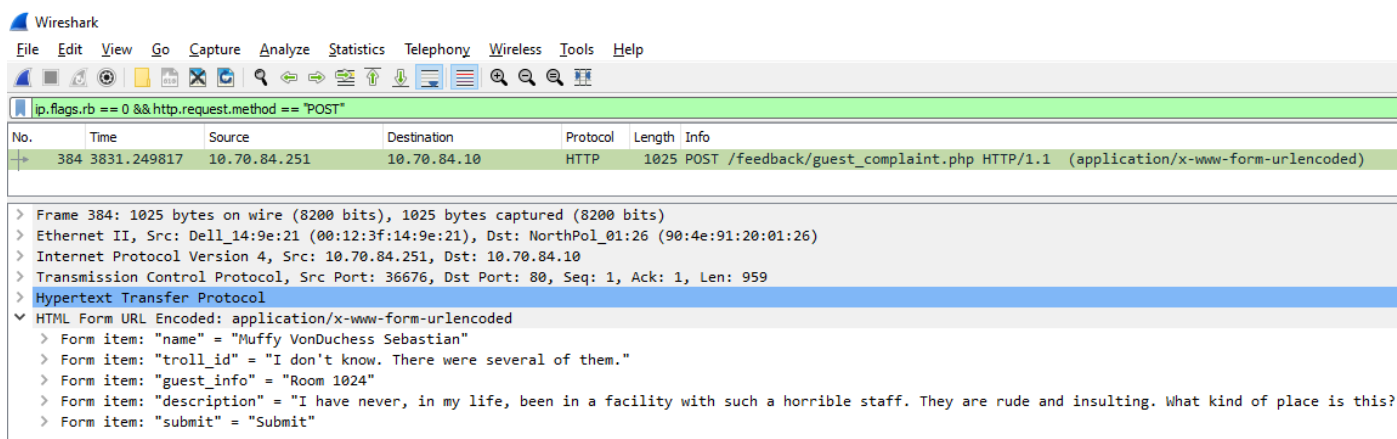 Wireshark
File Edit View Go Capture Analyze Statistics Telephony Wireless Tools Help
ip.flags.rb == 0 && http.request.method == "POST"
No. Time Source Destination Protocol Length Info
384 3831.249817 10.70.84.251 10.70.84.10 HTTP 1025 POST /feedback/guest_complaint.php HTTP/1.1 (application/x-www-form-urlencoded)
> Frame 384: 1025 bytes on wire (8200 bits), 1025 bytes captured (8200 bits)
> Ethernet II, Src: Dell_14:9e:21 (00:12:3f:14:9e:21), Dst: NorthPol_01:26 (90:4e:91:20:01:26)
> Internet Protocol Version 4, Src: 10.70.84.251, Dst: 10.70.84.10
> Transmission Control Protocol, Src Port: 36676, Dst Port: 80, Seq: 1, Ack: 1, Len: 959
> Hypertext Transfer Protocol
HTML Form URL Encoded: application/x-www-form-urlencoded
> Form item: "name" = "Muffy VonDuchess Sebastian"
> Form item: "troll_id" = "I don't know. There were several of them."
> Form item: "guest_info" = "Room 1024"
> Form item: "description" = "I have never, in my life, been in a facility with such a horrible staff. They are rude and insulting. What kind of place is this?
> Form item: "submit" = "Submit"